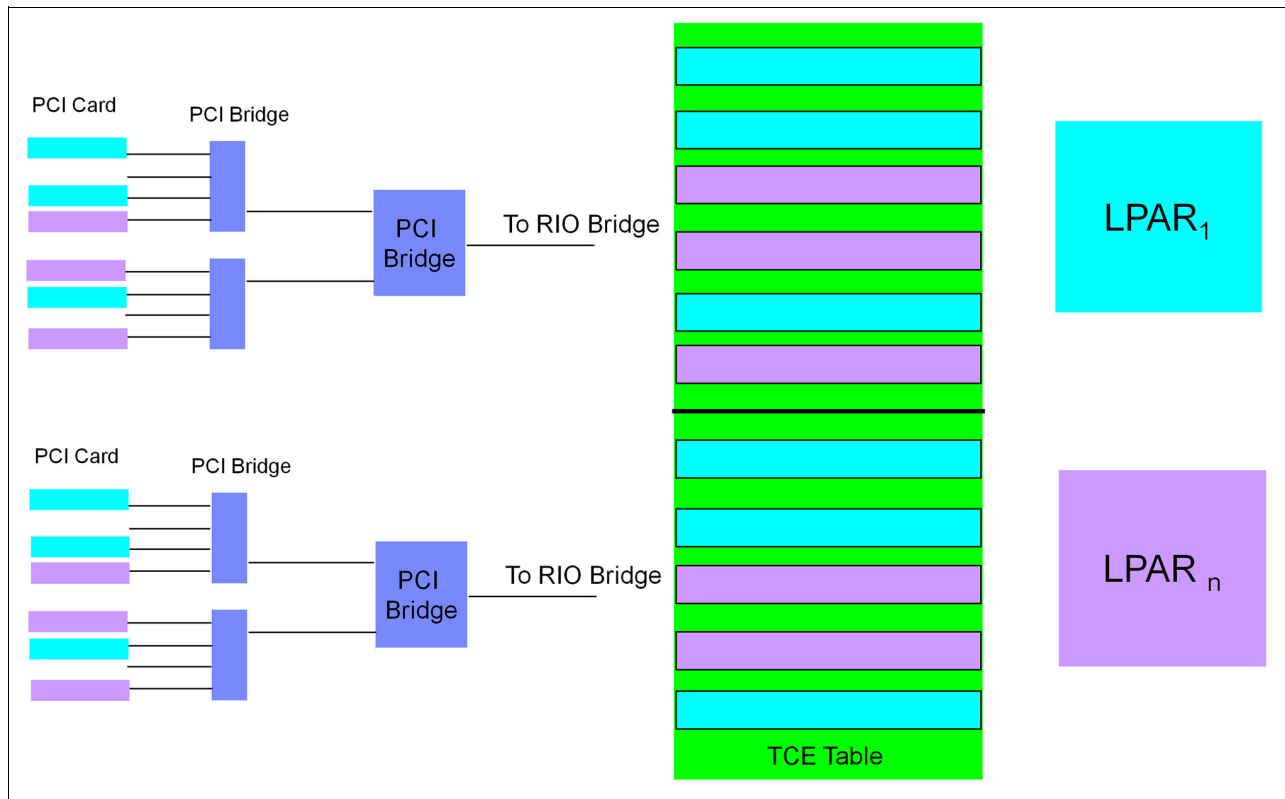 PCI Card
PCI Bridge
PCI
Bridge
To RIO Bridge
LPAR1
PCI Card
PCI Bridge
PCI
Bridge
To RIO Bridge
LPAR n
TCE Table